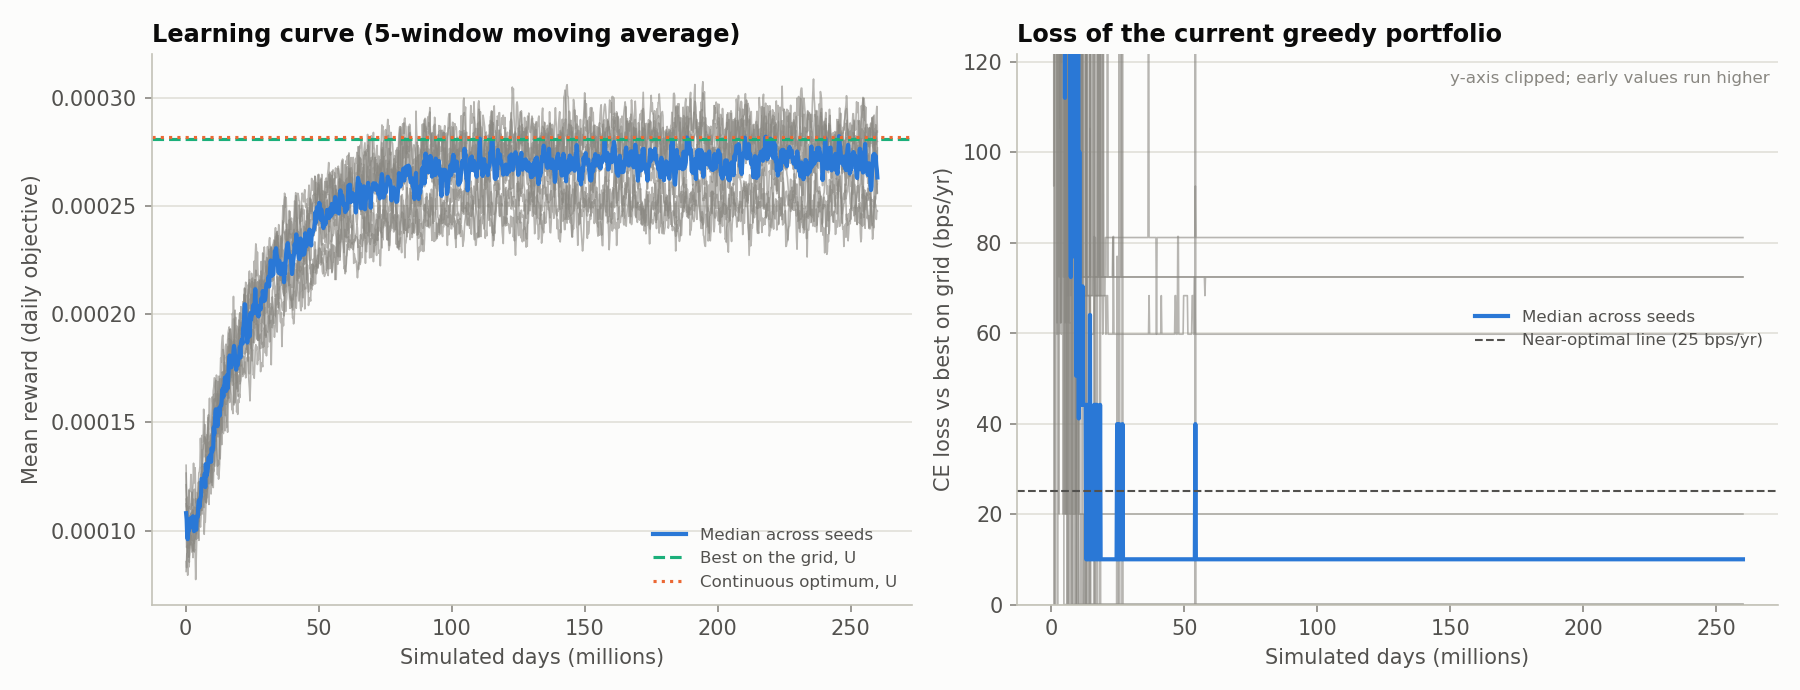 Learning curve (5-window moving average)
Mean reward (daily objective)
0.00030
0.00025
0.00020
0.00015
0.00010
0
50
100
150
200
250
Simulated days (millions)
Median across seeds
Best on the grid, U
Continuous optimum, U
Loss of the current greedy portfolio
y-axis clipped; early values run higher
CE loss vs best on grid (bps/yr)
120
100
80
60
40
20
0
0
50
100
150
200
250
Simulated days (millions)
Median across seeds
Near-optimal line (25 bps/yr)